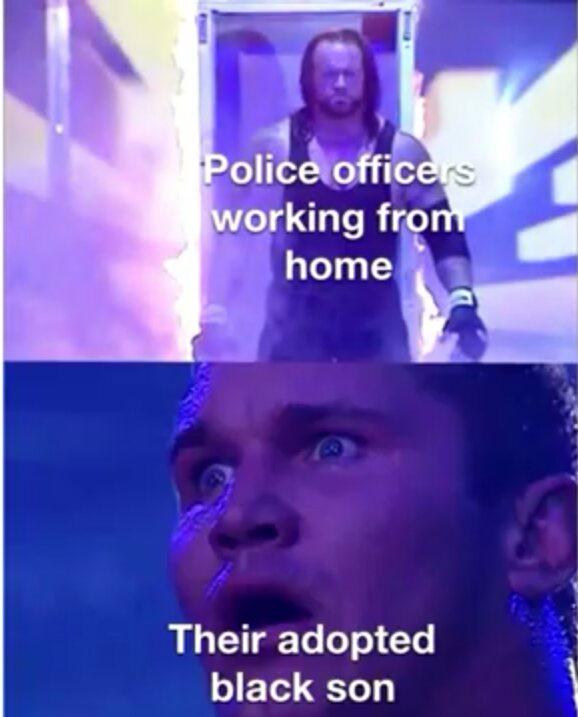 Police officers
working from
home
Their adopted
black son